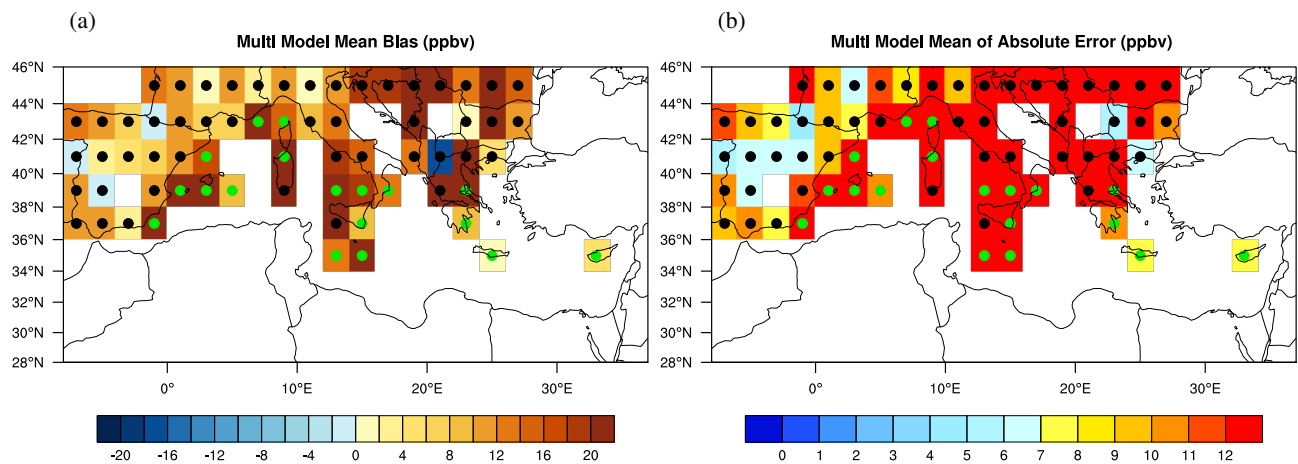 (a)
(b)
Multi Model Mean Bias (ppbv)
Multi Model Mean of Absolute Error (ppbv)
46°N
44°N
42°N
40°N
38°N
36°N
34°N
32°N
30°N
28°N
0°
10°E
20°E
30°E
-20 -16 -12 -8 -4 0 4 8 12 16 20
46°N
44°N
42°N
40°N
38°N
36°N
34°N
32°N
30°N
28°N
0°
10°E
20°E
30°E
0 1 2 3 4 5 6 7 8 9 10 11 12